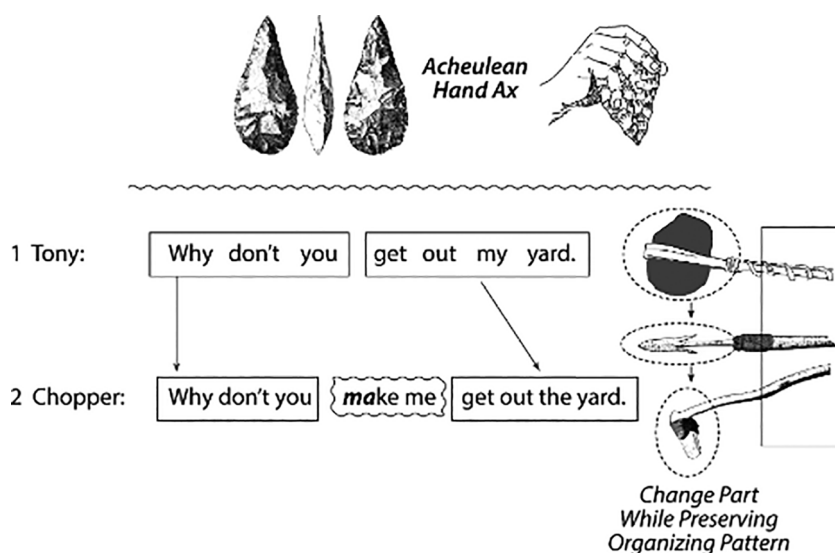 Acheulean
Hand Ax
1 Tony: Why don't you get out my yard.
2 Chopper: Why don't you make me get out the yard.
Change Part
While Preserving
Organizing Pattern